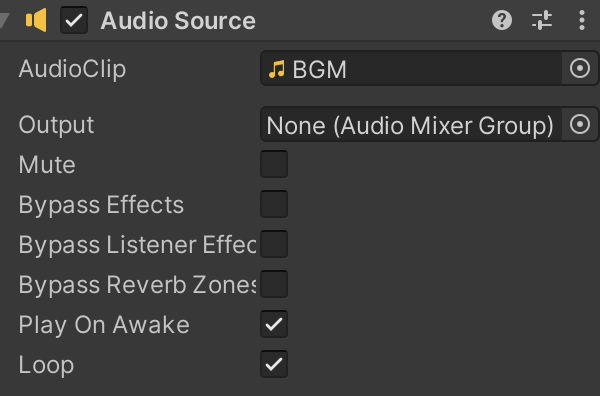 Audio Source
AudioClip BGM
Output None (Audio Mixer Group)
Mute
Bypass Effects
Bypass Listener Effec
Bypass Reverb Zones
Play On Awake
Loop